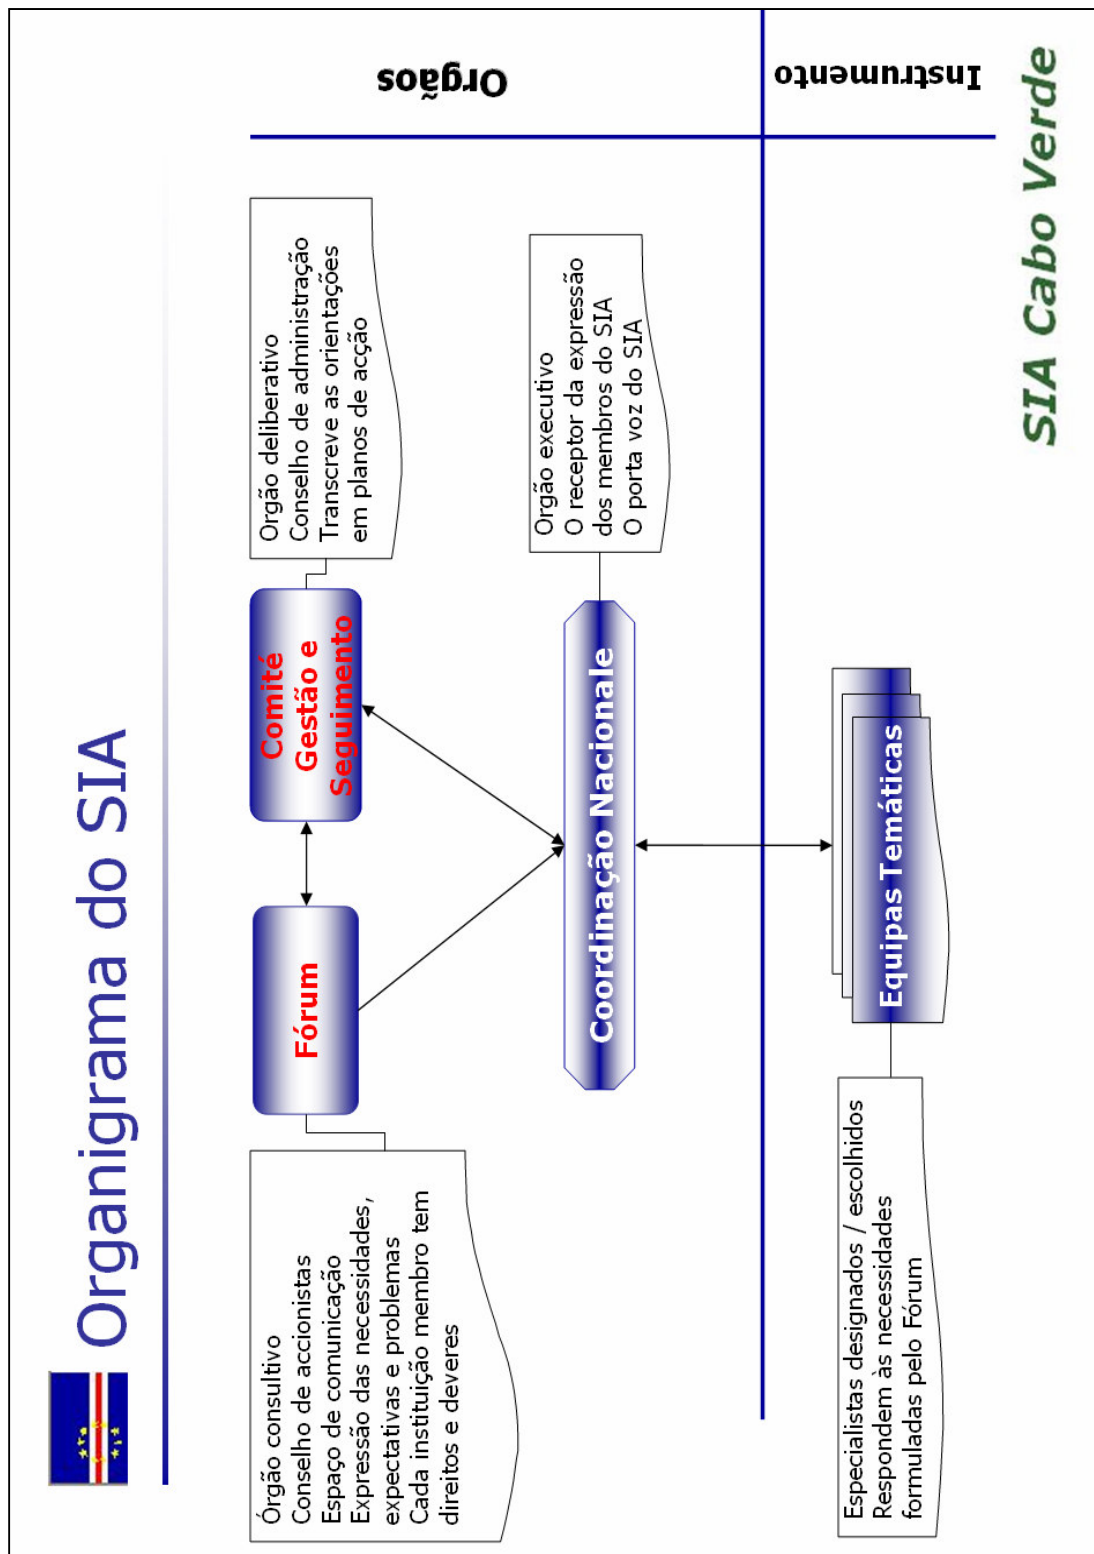 Organigrama do SIA
Órgão consultivo
Conselho de accionistas
Espaço de comunicação
Expressão das necessidades,
expectativas e problemas
Cada instituição membro tem
direitos e deveres
Fórum
Comité
Gestão e
Seguimento
Orgão deliberativo
Conselho de administração
Transcreve as orientações
em planos de acção
Orgãos
Coordinação Nacionale
Orgão executivo
O receptor da expressão
dos membros do SIA
O porta voz do SIA
Especialistas designados / escolhidos
Respondem às necessidades
formuladas pelo Fórum
Equipas Temáticas
Instrumento
SIA Cabo Verde